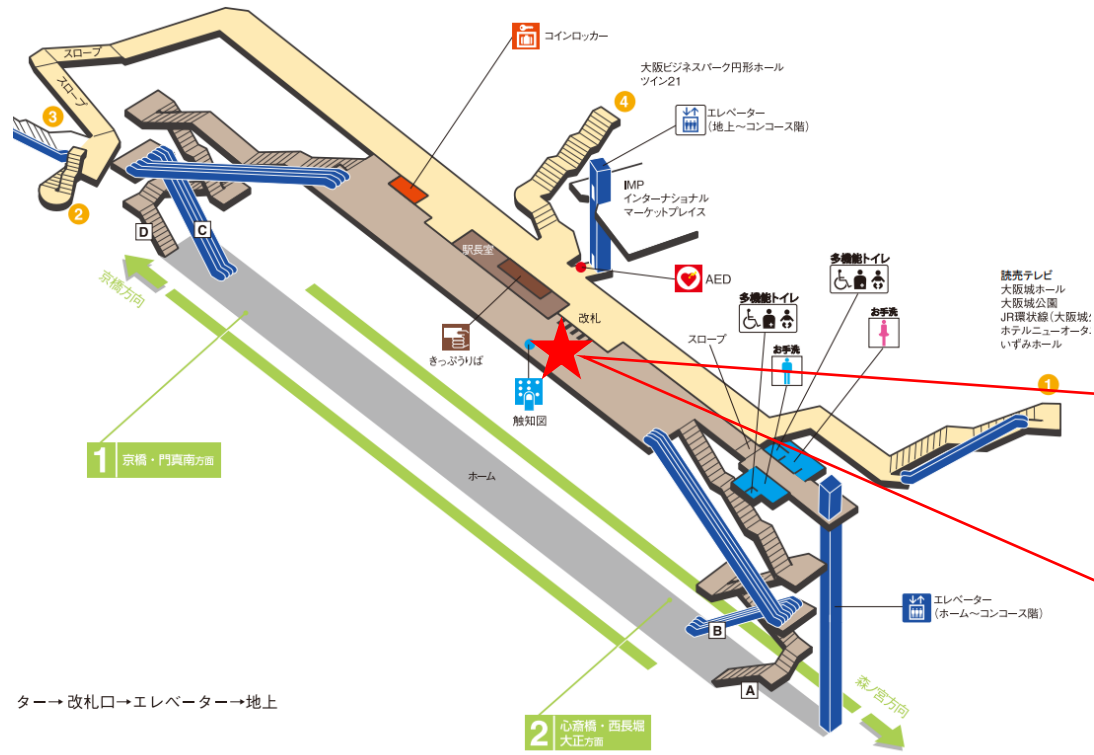 スロープ
スロープ
コインロッカー
大阪ビジネスパーク円形ホール
ツイン21
4
エレベーター
（地上～コンコース階）
3
IMP
インターナショナル
マーケットプレイス
2
D
C
駅長室
AED
多機能トイレ
お手洗
読売テレビ
大阪城ホール
大阪城公園
JR環状線（大阪城
ホテルニューオータ
いずみホール
京橋方向
改札
多機能トイレ
お手洗
スロープ
きっぷうりば
触知図
1
1 京橋・門真南方面
ホーム
エレベーター
（ホーム～コンコース階）
B
A
ター→ 改札口→エレベーター→地上
森ノ宮方向
2 心斎橋・西長堀
大正方面